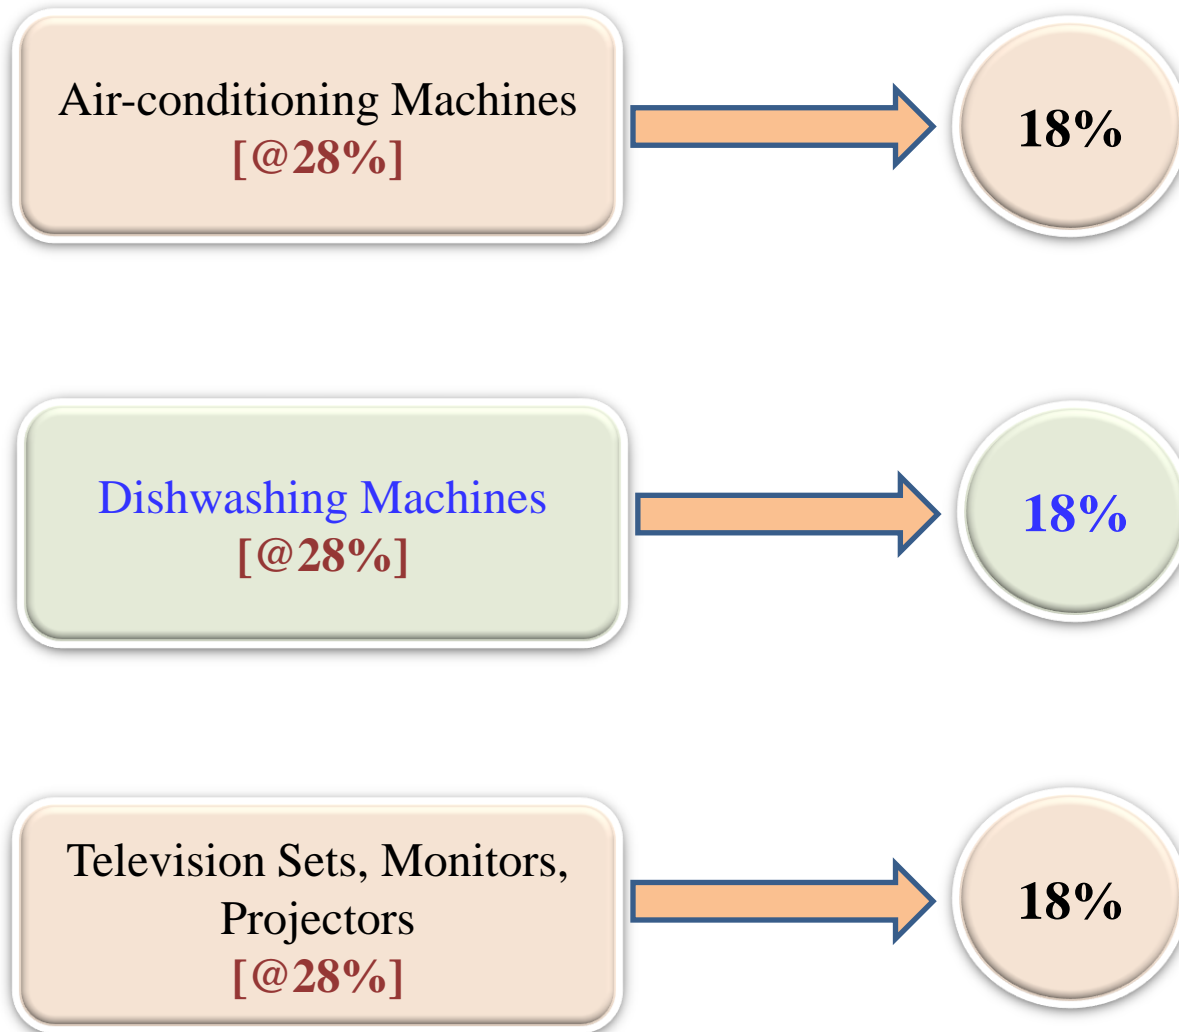 Air-conditioning Machines
[@28%]
18%
Dishwashing Machines
[@28%]
18%
Television Sets, Monitors,
Projectors
[@28%]
18%